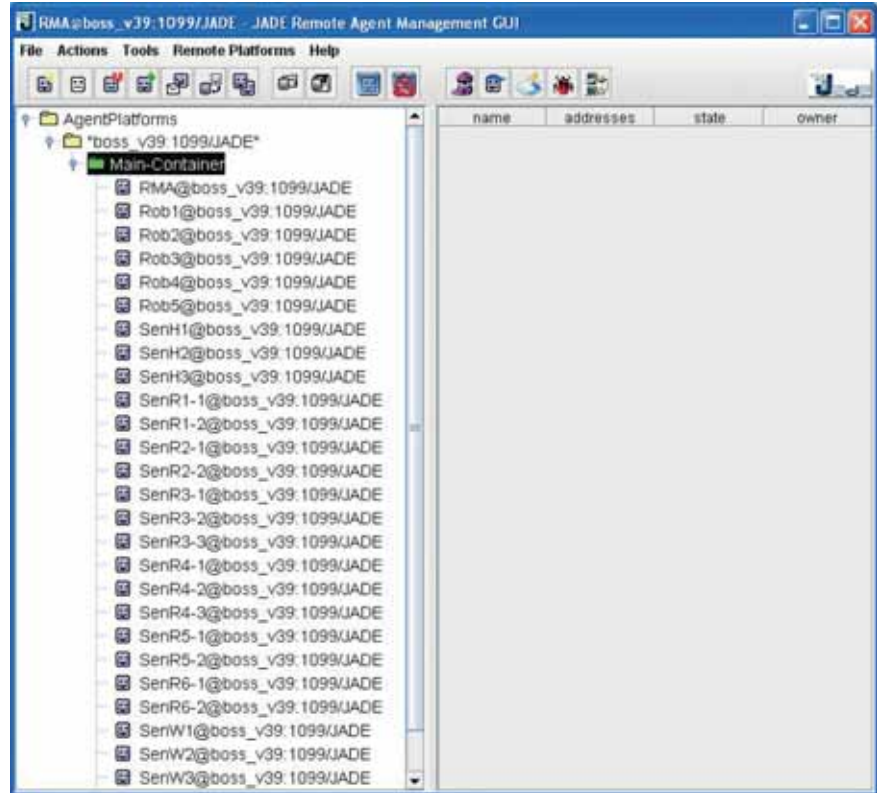 RMA@boss_v39:1099/JADE - JADE Remote Agent Management GUI
File Actions Tools Remote Platforms Help
name addresses state owner
AgentPlatforms
"boss_v39:1099/JADE"
Main-Container
RMA@boss_v39:1099/JADE
Rob1@boss_v39:1099/JADE
Rob2@boss_v39:1099/JADE
Rob3@boss_v39:1099/JADE
Rob4@boss_v39:1099/JADE
Rob5@boss_v39:1099/JADE
SenH1@boss_v39:1099/JADE
SenH2@boss_v39:1099/JADE
SenH3@boss_v39:1099/JADE
SenR1-1@boss_v39:1099/JADE
SenR1-2@boss_v39:1099/JADE
SenR2-1@boss_v39:1099/JADE
SenR2-2@boss_v39:1099/JADE
SenR3-1@boss_v39:1099/JADE
SenR3-2@boss_v39:1099/JADE
SenR3-3@boss_v39:1099/JADE
SenR4-1@boss_v39:1099/JADE
SenR4-2@boss_v39:1099/JADE
SenR4-3@boss_v39:1099/JADE
SenR5-1@boss_v39:1099/JADE
SenR5-2@boss_v39:1099/JADE
SenR6-1@boss_v39:1099/JADE
SenR6-2@boss_v39:1099/JADE
SenW1@boss_v39:1099/JADE
SenW2@boss_v39:1099/JADE
SenW3@boss_v39:1099/JADE